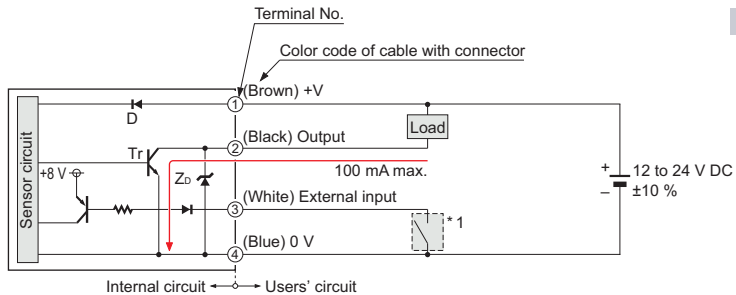 Terminal No.
Color code of cable with connector
(Brown) +V
1
D
Load
(Black) Output
2
Tr
100 mA max.
+8 V
ZD
Sensor circuit
+
12 to 24 V DC
–
±10 %
(White) External input
3
* 1
(Blue) 0 V
4
Internal circuit
Users' circuit